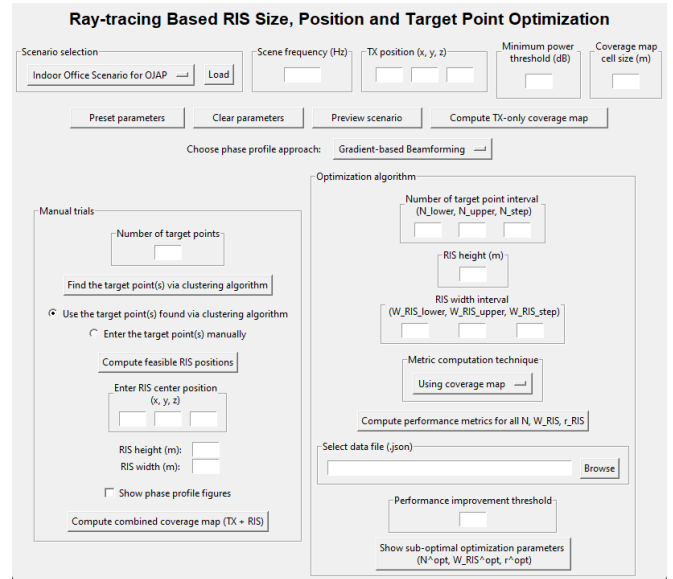 Ray-tracing Based RIS Size, Position and Target Point Optimization
Scenario selection
Indoor Office Scenario for OJAP
Load
Scene frequency (Hz)
TX position (x, y, z)
Minimum power
threshold (dB)
Coverage map
cell size (m)
Preset parameters
Clear parameters
Preview scenario
Compute TX-only coverage map
Choose phase profile approach:
Gradient-based Beamforming
Manual trials
Number of target points
Find the target point(s) via clustering algorithm
Use the target point(s) found via clustering algorithm
Enter the target point(s) manually
Compute feasible RIS positions
Enter RIS center position
(x, y, z)
RIS height (m):
RIS width (m):
Show phase profile figures
Compute combined coverage map (TX + RIS)
Optimization algorithm
Number of target point interval
(N_lower, N_upper, N_step)
RIS height (m)
RIS width interval
(W_RIS_lower, W_RIS_upper, W_RIS_step)
Metric computation technique
Using coverage map
Compute performance metrics for all N, W_RIS, r_RIS
Select data file (.json)
Browse
Performance improvement threshold
Show sub-optimal optimization parameters
(N^opt, W_RIS^opt, r^opt)